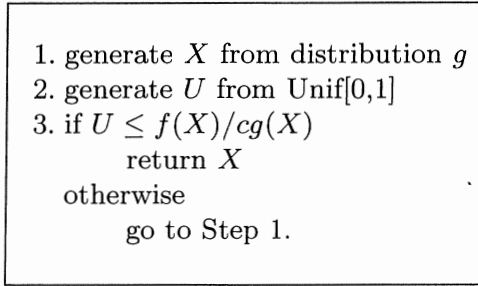 1. generate X from distribution g
2. generate U from Unif[0,1]
3. if U ≤ f(X)/cg(X)
return X
otherwise
go to Step 1.